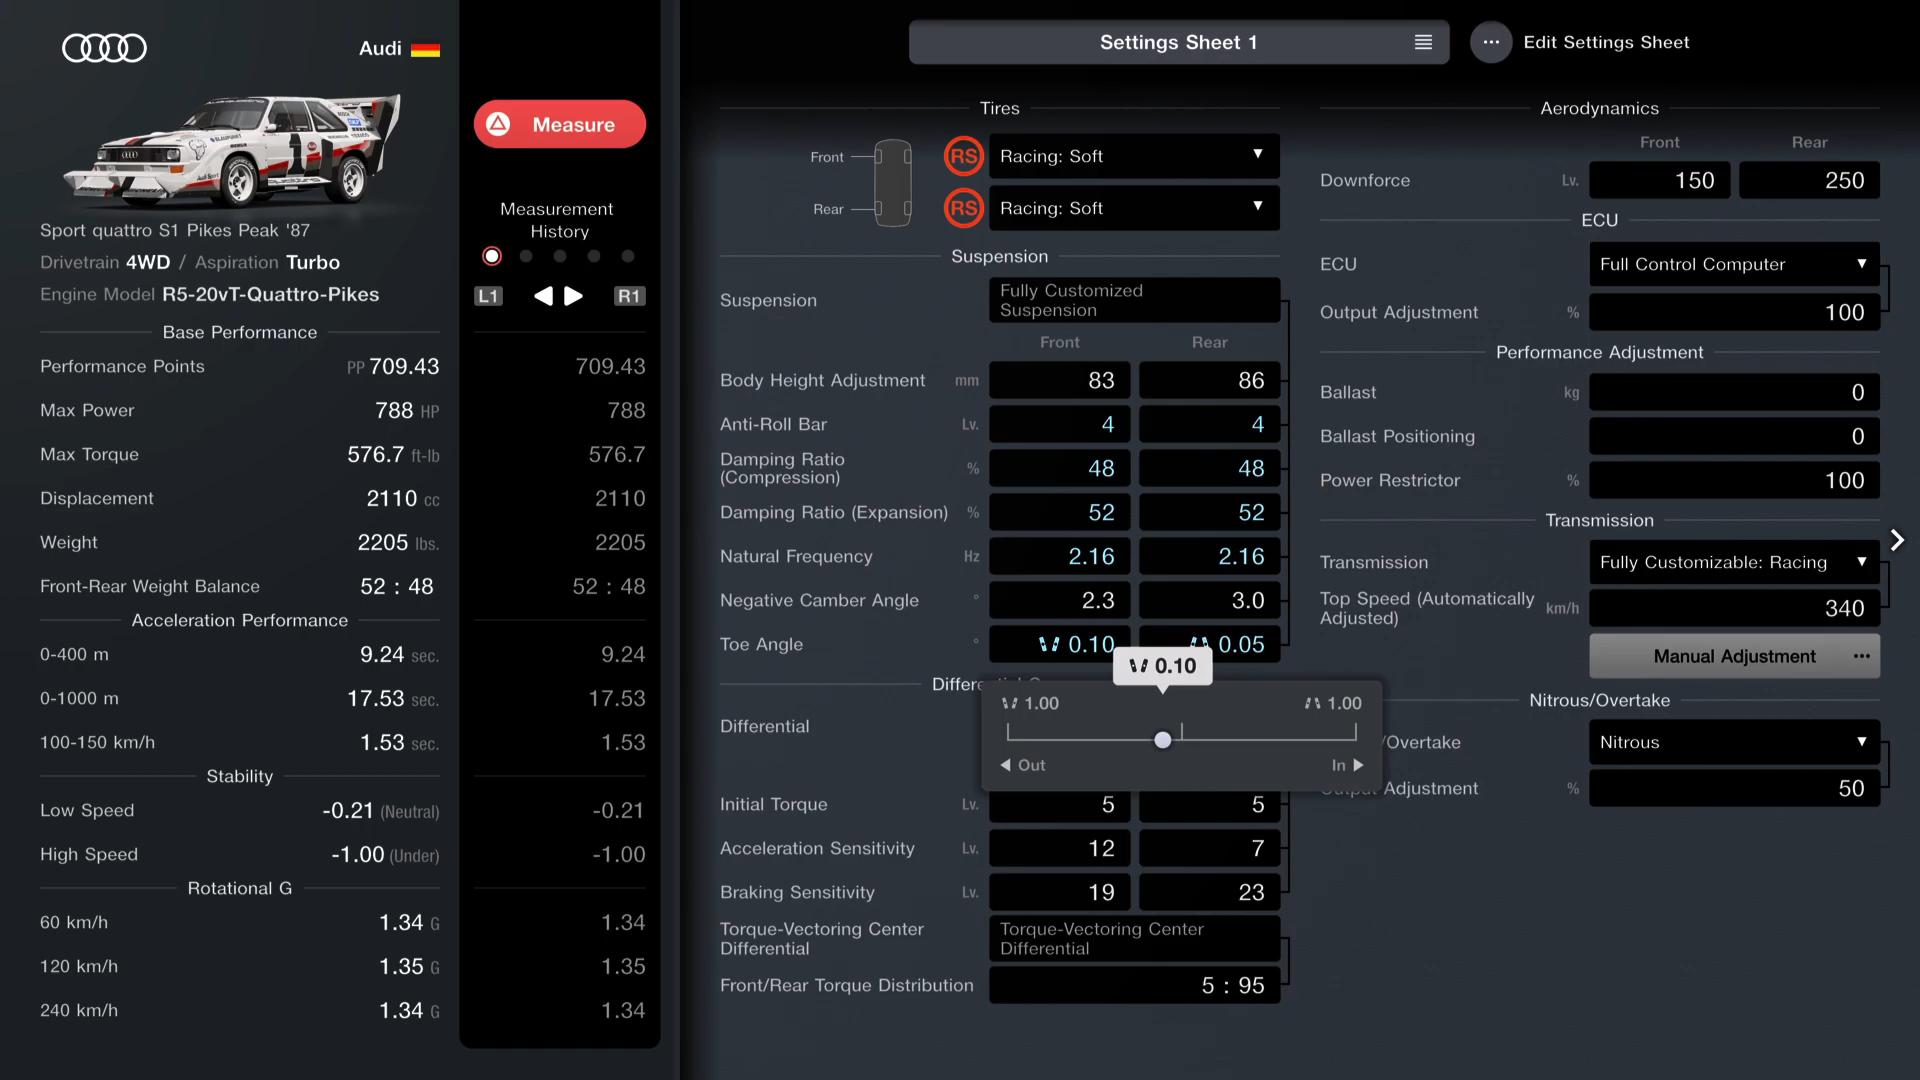 Audi
Sport quattro S1 Pikes Peak '87
Drivetrain 4WD / Aspiration Turbo
Engine Model R5-20vT-Quattro-Pikes
Base Performance
Performance Points PP 709.43
Max Power 788 HP
Max Torque 576.7 ft-lb
Displacement 2110 cc
Weight 2205 lbs.
Front-Rear Weight Balance 52 : 48
Acceleration Performance
0-400 m 9.24 sec.
0-1000 m 17.53 sec.
100-150 km/h 1.53 sec.
Stability
Low Speed -0.21 (Neutral)
High Speed -1.00 (Under)
Rotational G
60 km/h 1.34 G
120 km/h 1.35 G
240 km/h 1.34 G
Measure
Measurement
History
L1 R1
709.43
788
576.7
2110
2205
52 : 48
9.24
17.53
1.53
-0.21
-1.00
1.34
1.35
1.34
Settings Sheet 1
Edit Settings Sheet
Tires
Front RS Racing: Soft
Rear RS Racing: Soft
Suspension
Suspension Fully Customized
Suspension
Front Rear
Body Height Adjustment mm 83 86
Anti-Roll Bar Lv. 4 4
Damping Ratio
(Compression) % 48 48
Damping Ratio (Expansion) % 52 52
Natural Frequency Hz 2.16 2.16
Negative Camber Angle ° 2.3 3.0
Toe Angle ° 0.10 0.05
0.10
1.00 1.00
Out In
Differential
Initial Torque Lv. 5 5
Acceleration Sensitivity Lv. 12 7
Braking Sensitivity Lv. 19 23
Torque-Vectoring Center
Differential
Torque-Vectoring Center
Differential
Front/Rear Torque Distribution 5 : 95
Aerodynamics
Front Rear
Downforce Lv. 150 250
ECU
ECU Full Control Computer
Output Adjustment % 100
Performance Adjustment
Ballast kg 0
Ballast Positioning 0
Power Restrictor % 100
Transmission
Transmission Fully Customizable: Racing
Top Speed (Automatically
Adjusted) km/h 340
Manual Adjustment
Nitrous/Overtake
/Overtake Nitrous
Adjustment % 50